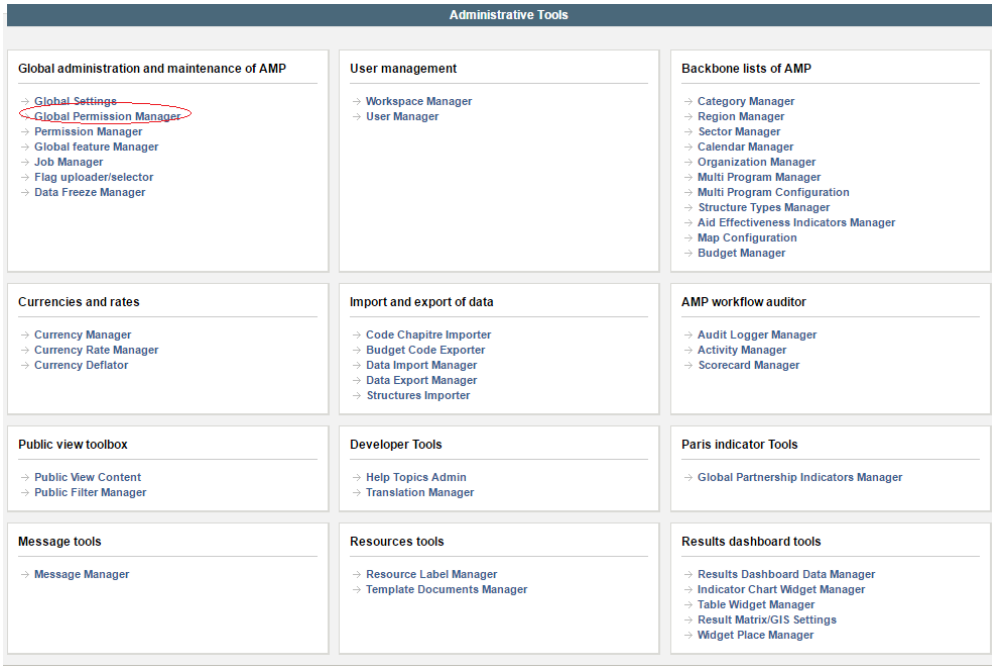 Administrative Tools
Global administration and maintenance of AMP
Global Settings
Global Permission Manager
Permission Manager
Global feature Manager
Job Manager
Flag uploader/selector
Data Freeze Manager
User management
Workspace Manager
User Manager
Backbone lists of AMP
Category Manager
Region Manager
Sector Manager
Calendar Manager
Organization Manager
Multi Program Manager
Multi Program Configuration
Structure Types Manager
Aid Effectiveness Indicators Manager
Map Configuration
Budget Manager
Currencies and rates
Currency Manager
Currency Rate Manager
Currency Deflator
Import and export of data
Code Chapitre Importer
Budget Code Exporter
Data Import Manager
Data Export Manager
Structures Importer
AMP workflow auditor
Audit Logger Manager
Activity Manager
Scorecard Manager
Public view toolbox
Public View Content
Public Filter Manager
Developer Tools
Help Topics Admin
Translation Manager
Paris indicator Tools
Global Partnership Indicators Manager
Message tools
Message Manager
Resources tools
Resource Label Manager
Template Documents Manager
Results dashboard tools
Results Dashboard Data Manager
Indicator Chart Widget Manager
Table Widget Manager
Result Matrix/GIS Settings
Widget Place Manager